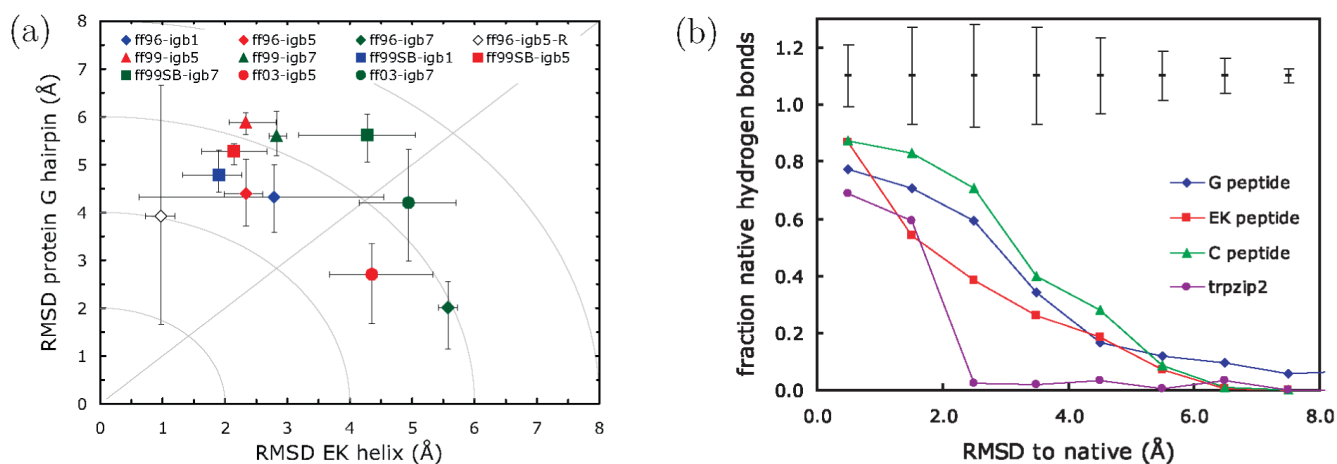 (a)
ff96-igb1 ff96-igb5 ff96-igb7 ff96-igb5-R
ff99-igb5 ff99-igb7 ff99SB-igb1 ff99SB-igb5
ff99SB-igb7 ff03-igb5 ff03-igb7
RMSD protein G hairpin (Å)
8
7
6
5
4
3
2
1
0
0 1 2 3 4 5 6 7 8
RMSD EK helix (Å)
(b)
fraction native hydrogen bonds
1.2
1.0
0.8
0.6
0.4
0.2
0.0
G peptide
EK peptide
C peptide
trpzip2
0.0 2.0 4.0 6.0 8.0
RMSD to native (Å)